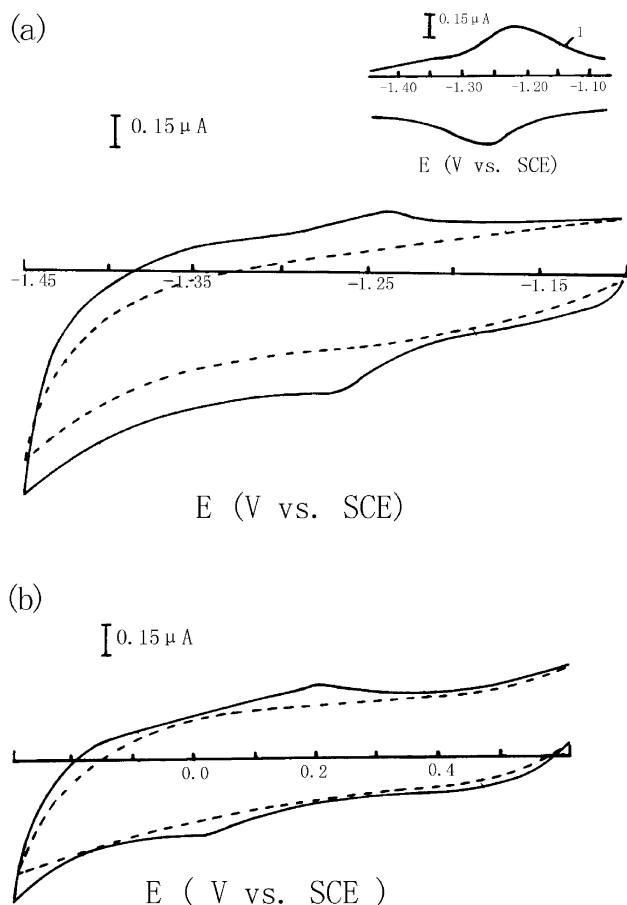 (a)
0.15μA
1
-1.40 -1.30 -1.20 -1.10
E (V vs. SCE)
0.15μA
-1.45 -1.35 -1.25 -1.15
E (V vs. SCE)
(b)
0.15μA
0.0 0.2 0.4
E ( V vs. SCE )